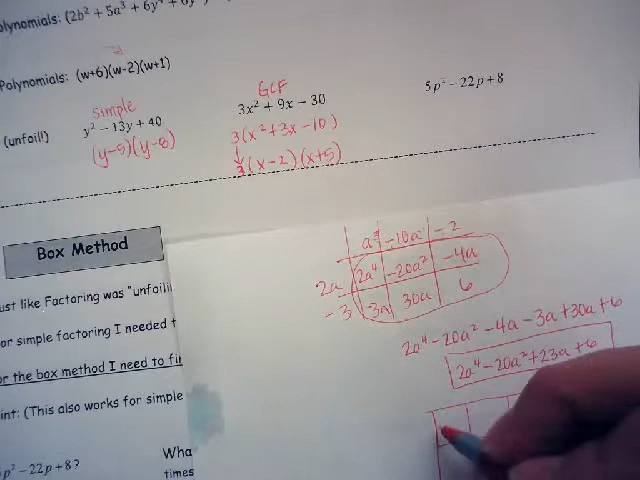 olynomials: (2b² + 5a³ + 6y
Polynomials: (w+6)(w-2)(w+1)
simple
GCF
(unfoil!)
y² - 13y + 40
3x² + 9x - 30
5p² - 22p + 8
(y-5)(y-8)
3(x² + 3x - 10)
3(x-2)(x+5)
Box Method
a³ -10a -2
2a 2a⁴ -20a² -4a
-3 -3a 30a 6
2a⁴ - 20a² - 4a - 3a + 30a + 6
2a⁴ - 20a² + 23a + 6
ust like Factoring was "unfoili
or simple factoring I needed t
or the box method I need to fi
int: (This also works for simple
p² - 22p + 8?
Wha
times